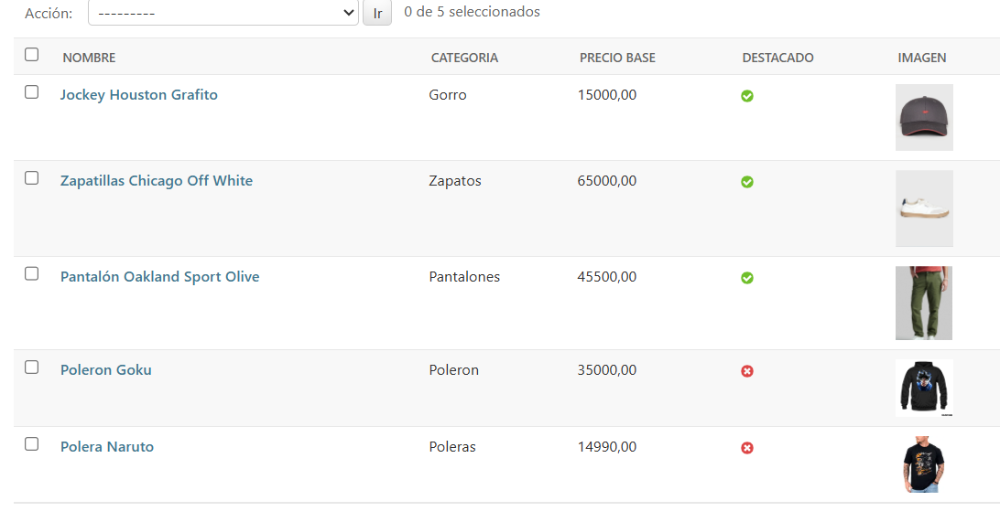 Acción: --------- Ir 0 de 5 seleccionados
NOMBRE CATEGORIA PRECIO BASE DESTACADO IMAGEN
Jockey Houston Grafito Gorro 15000,00
Zapatillas Chicago Off White Zapatos 65000,00
Pantalón Oakland Sport Olive Pantalones 45500,00
Poleron Goku Poleron 35000,00
Polera Naruto Poleras 14990,00